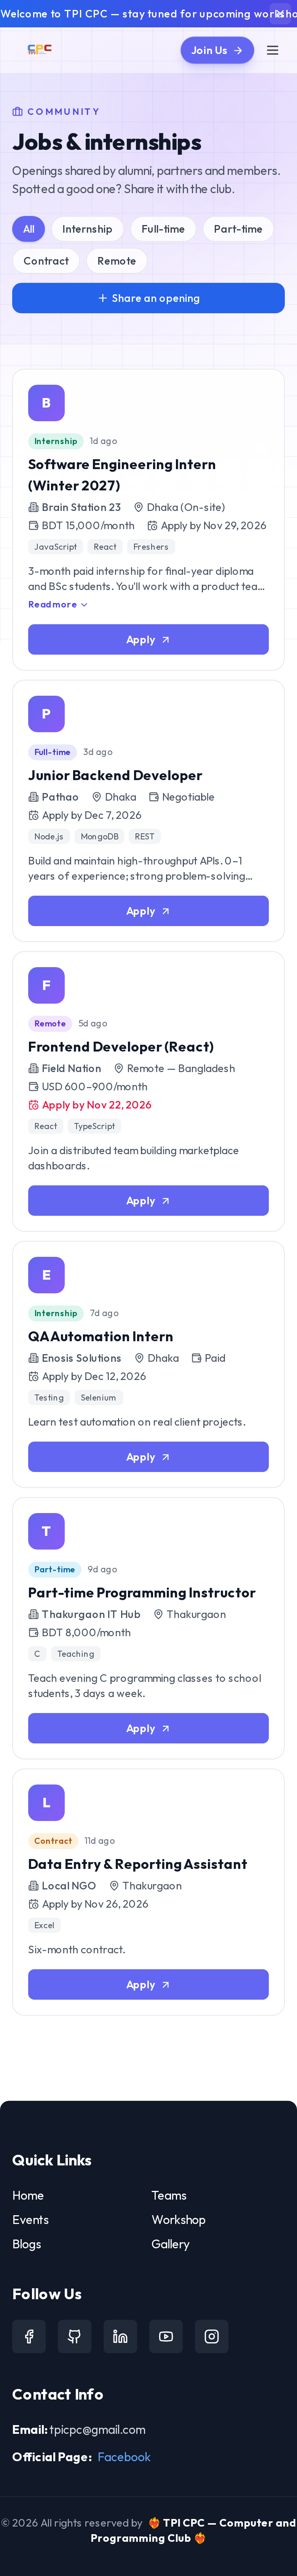 Welcome to TPI CPC — stay tuned for upcoming
CPC
Join Us
COMMUNITY
Jobs & internships
Openings shared by alumni, partners and members.
Spotted a good one? Share it with the club.
All Internship Full-time Part-time
Contract Remote
Share an opening
B
Internship 1d ago
Software Engineering Intern
(Winter 2027)
Brain Station 23 Dhaka (On-site)
BDT 15,000/month Apply by Nov 29, 2026
JavaScript React Freshers
3-month paid internship for final-year diploma
and BSc students. You'll work with a product tea...
Read more
Apply
P
Full-time 3d ago
Junior Backend Developer
Pathao Dhaka Negotiable
Apply by Dec 7, 2026
Node.js MongoDB REST
Build and maintain high-throughput APIs. 0–1
years of experience; strong problem-solving...
Apply
F
Remote 5d ago
Frontend Developer (React)
Field Nation Remote — Bangladesh
USD 600–900/month
Apply by Nov 22, 2026
React TypeScript
Join a distributed team building marketplace
dashboards.
Apply
E
Internship 7d ago
QA Automation Intern
Enosis Solutions Dhaka Paid
Apply by Dec 12, 2026
Testing Selenium
Learn test automation on real client projects.
Apply
T
Part-time 9d ago
Part-time Programming Instructor
Thakurgaon IT Hub Thakurgaon
BDT 8,000/month
C Teaching
Teach evening C programming classes to school
students, 3 days a week.
Apply
L
Contract 11d ago
Data Entry & Reporting Assistant
Local NGO Thakurgaon
Apply by Nov 26, 2026
Excel
Six-month contract.
Apply
Quick Links
Home Teams
Events Workshop
Blogs Gallery
Follow Us
Contact Info
Email: tpicpc@gmail.com
Official Page: Facebook
© 2026 All rights reserved by TPI CPC — Computer and
Programming Club